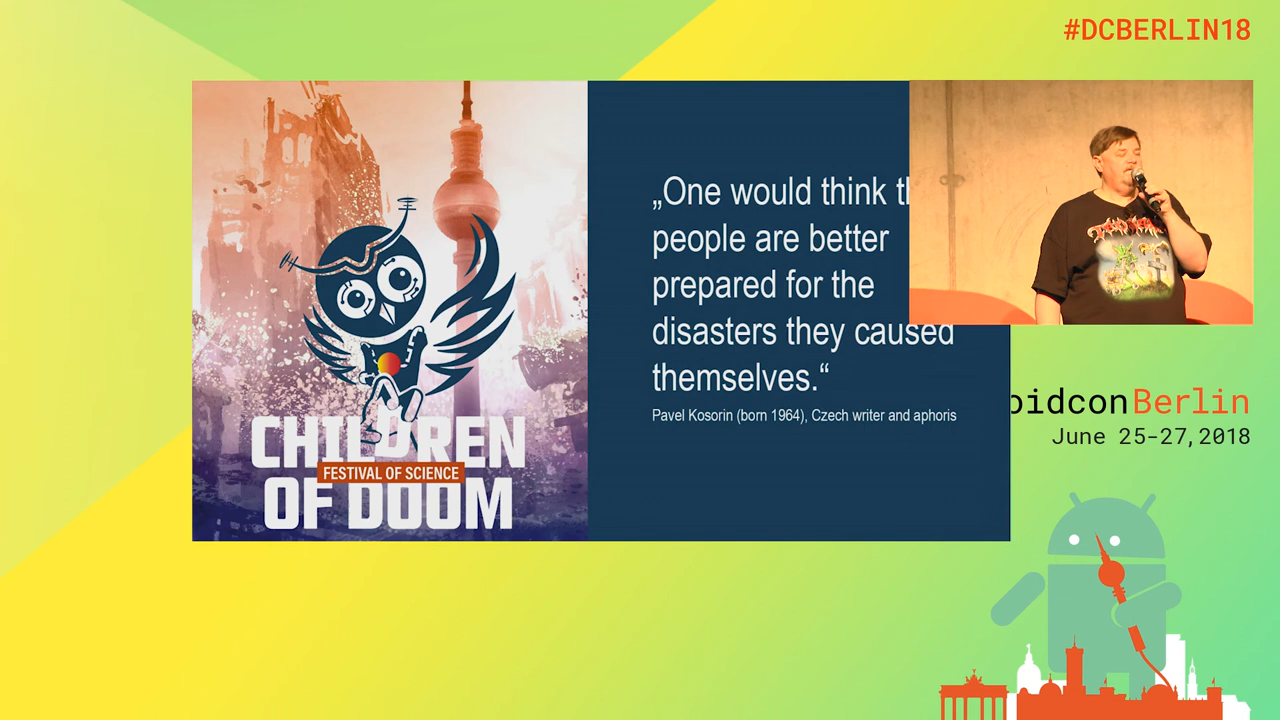 #DCBERLIN18
„One would think
people are better
prepared for the
disasters they caused
themselves.“
Pavel Kosorin (born 1964), Czech writer and aphoris
CHILDREN
FESTIVAL OF SCIENCE
OF DOOM
oidconBerlin
June 25-27, 2018